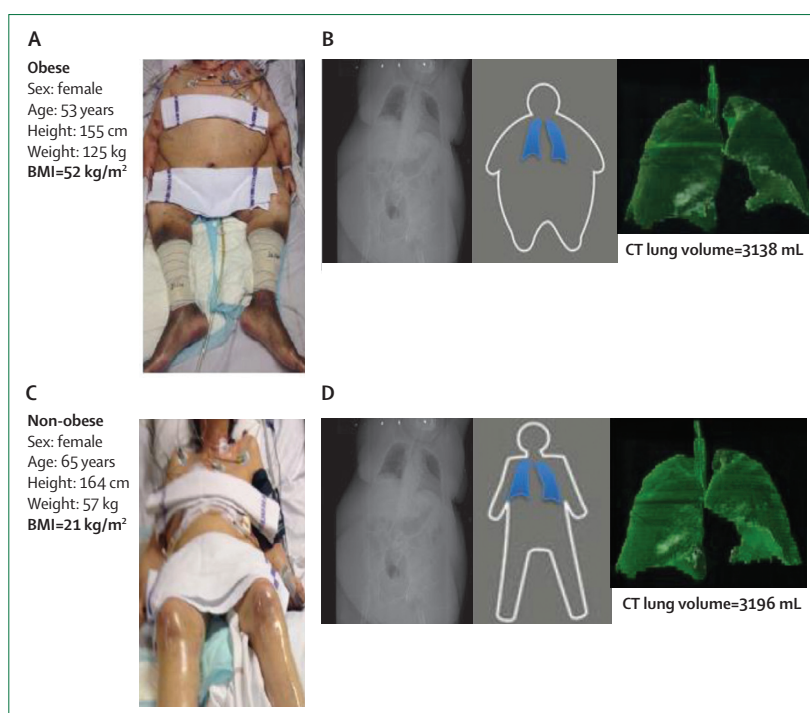 A
Obese
Sex: female
Age: 53 years
Height: 155 cm
Weight: 125 kg
BMI=52 kg/m²
B
CT lung volume=3138 mL
C
Non-obese
Sex: female
Age: 65 years
Height: 164 cm
Weight: 57 kg
BMI=21 kg/m²
D
CT lung volume=3196 mL